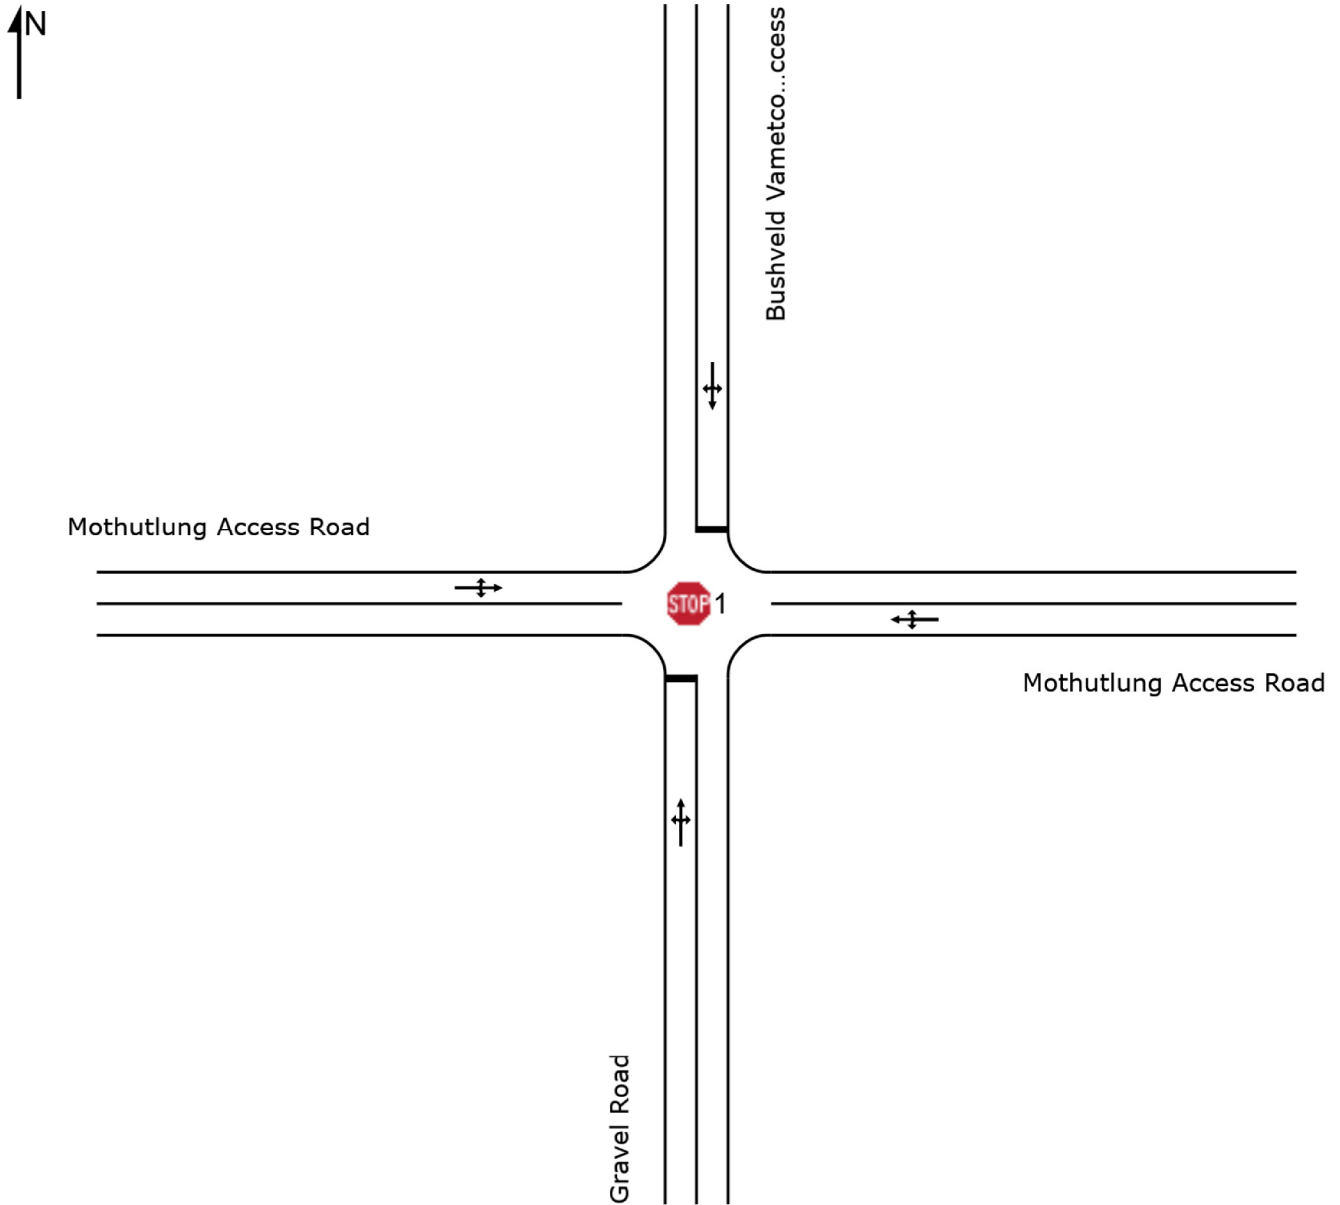 N
Bushveld Vametco...ccess
Mothutlung Access Road
STOP 1
Mothutlung Access Road
Gravel Road